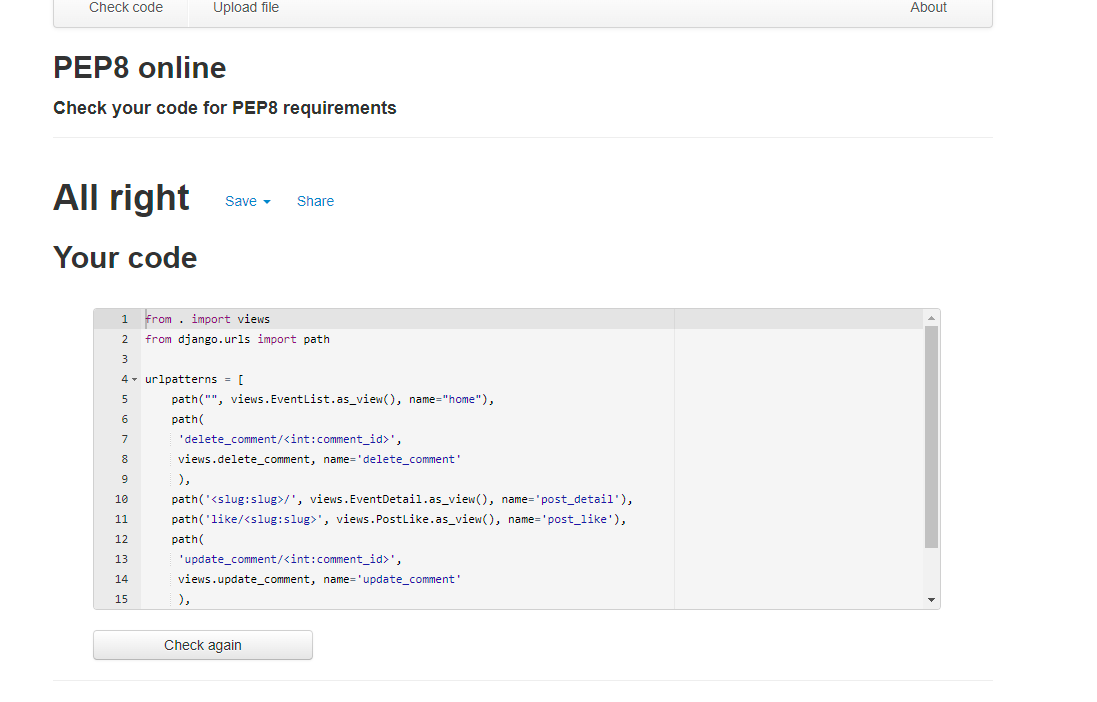 Check code Upload file About
PEP8 online
Check your code for PEP8 requirements
All right Save Share
Your code
1 from . import views
2 from django.urls import path
3
4 urlpatterns = [
5 path("", views.EventList.as_view(), name="home"),
6 path(
7 'delete_comment/<int:comment_id>',
8 views.delete_comment, name='delete_comment'
9 ),
10 path('<slug:slug>/', views.EventDetail.as_view(), name='post_detail'),
11 path('like/<slug:slug>', views.PostLike.as_view(), name='post_like'),
12 path(
13 'update_comment/<int:comment_id>',
14 views.update_comment, name='update_comment'
15 ),
Check again